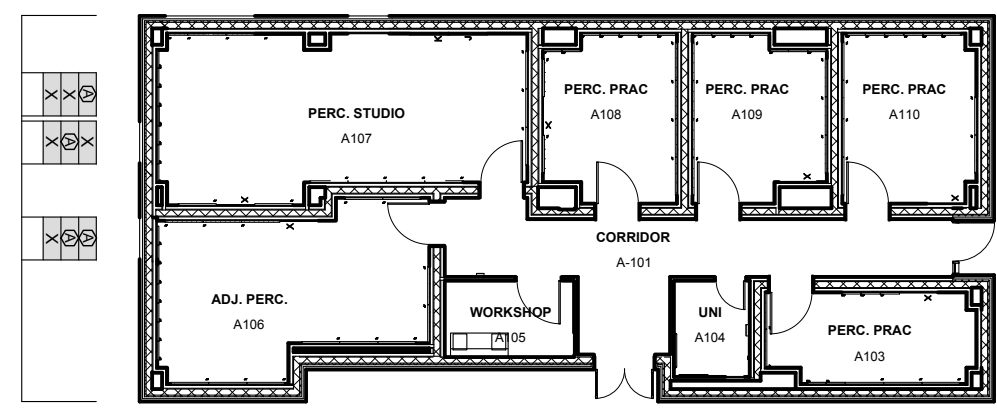 PERC. STUDIO
A107
PERC. PRAC
A108
PERC. PRAC
A109
PERC. PRAC
A110
CORRIDOR
A-101
ADJ. PERC.
A106
WORKSHOP
A105
UNI
A104
PERC. PRAC
A103
X X A
X A X
X A A